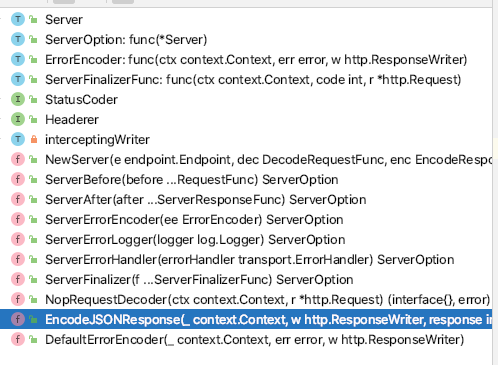 Server
ServerOption: func(*Server)
ErrorEncoder: func(ctx context.Context, err error, w http.ResponseWriter)
ServerFinalizerFunc: func(ctx context.Context, code int, r *http.Request)
StatusCoder
Headerer
interceptingWriter
NewServer(e endpoint.Endpoint, dec DecodeRequestFunc, enc EncodeRespo
ServerBefore(before ...RequestFunc) ServerOption
ServerAfter(after ...ServerResponseFunc) ServerOption
ServerErrorEncoder(ee ErrorEncoder) ServerOption
ServerErrorLogger(logger log.Logger) ServerOption
ServerErrorHandler(errorHandler transport.ErrorHandler) ServerOption
ServerFinalizer(f ...ServerFinalizerFunc) ServerOption
NopRequestDecoder(ctx context.Context, r *http.Request) (interface{}, error)
EncodeJSONResponse(_ context.Context, w http.ResponseWriter, response in
DefaultErrorEncoder(_ context.Context, err error, w http.ResponseWriter)